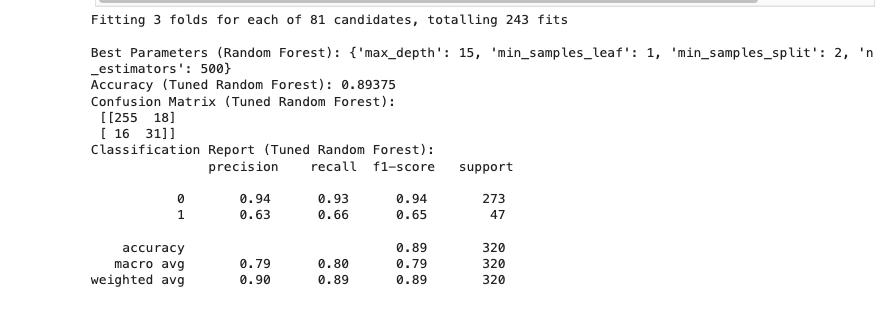 Fitting 3 folds for each of 81 candidates, totalling 243 fits
Best Parameters (Random Forest): {'max_depth': 15, 'min_samples_leaf': 1, 'min_samples_split': 2, 'n
_estimators': 500}
Accuracy (Tuned Random Forest): 0.89375
Confusion Matrix (Tuned Random Forest):
[[255  18]
[ 16  31]]
Classification Report (Tuned Random Forest):
precision    recall  f1-score   support
0       0.94      0.93      0.94       273
1       0.63      0.66      0.65        47
accuracy                           0.89       320
macro avg       0.79      0.80      0.79       320
weighted avg       0.90      0.89      0.89       320